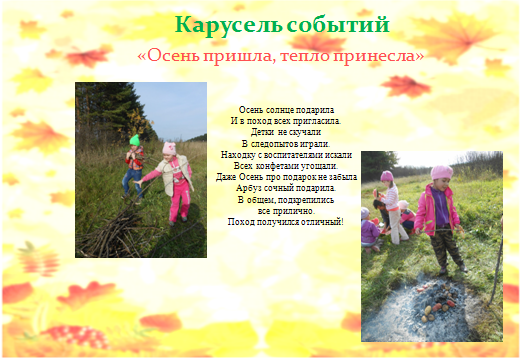 Карусель событий
«Осень пришла, тепло принесла»
Осень солнце подарила
И в поход всех пригласила.
Детки не скучали
В следопытов играли.
Находку с воспитателями искали
Всех конфетами угощали.
Даже Осень про подарок не забыла
Арбуз сочный подарила.
В общем, подкрепились
все прилично.
Поход получился отличный!